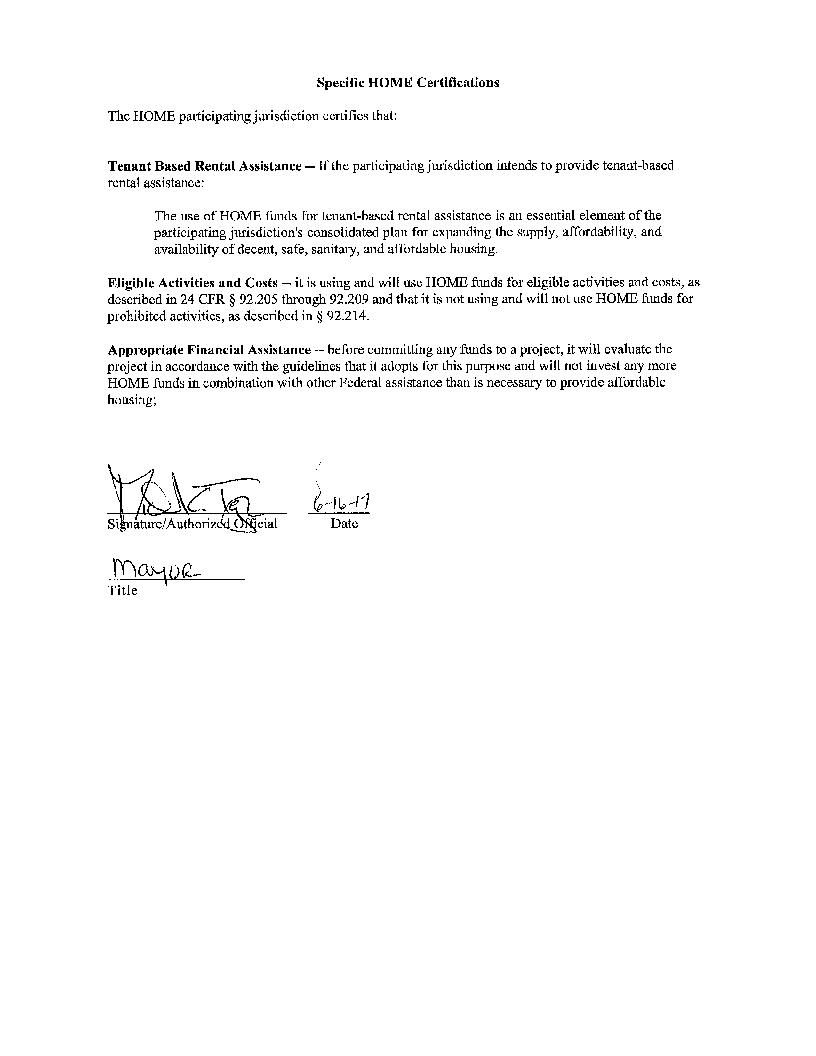 Specific HOME Certifications
The HOME participating jurisdiction certifies that:
Tenant Based Rental Assistance -- if the participating jurisdiction intends to provide tenant-based
rental assistance:
The use of HOME funds for tenant-based rental assistance is an essential element of the
participating jurisdiction's consolidated plan for expanding the supply, affordability, and
availability of decent, safe, sanitary, and affordable housing.
Eligible Activities and Costs -- it is using and will use HOME funds for eligible activities and costs, as
described in 24 CFR § 92.205 through 92.209 and that it is not using and will not use HOME funds for
prohibited activities, as described in § 92.214.
Appropriate Financial Assistance -- before committing any funds to a project, it will evaluate the
project in accordance with the guidelines that it adopts for this purpose and will not invest any more
HOME funds in combination with other Federal assistance than is necessary to provide affordable
housing;
6-16-17
Signature/Authorized Official Date
Mayor
Title